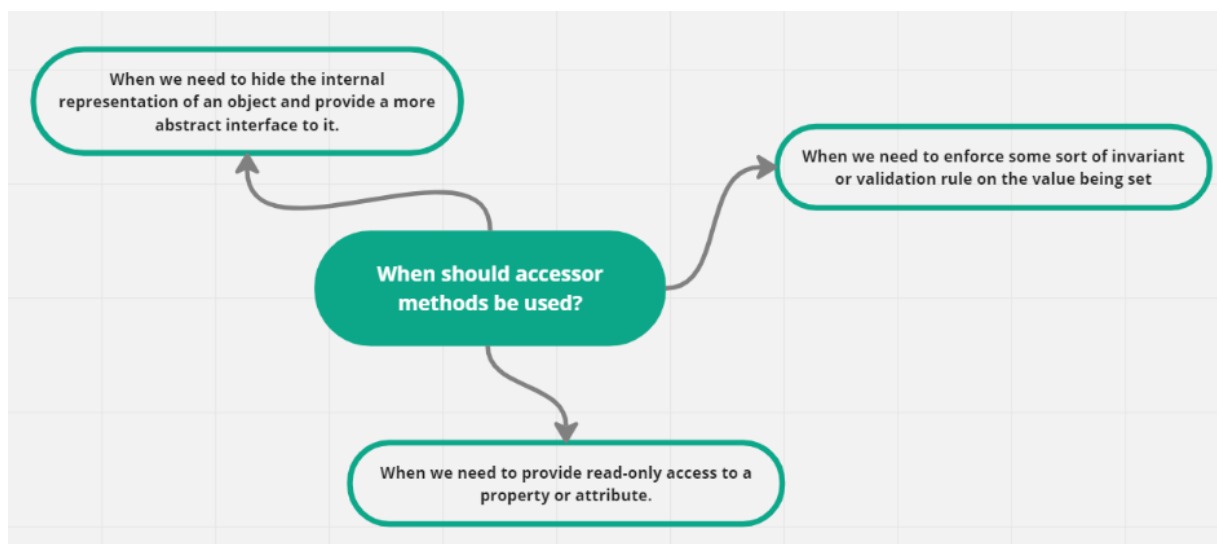 When we need to hide the internal
representation of an object and provide a more
abstract interface to it.
When we need to enforce some sort of invariant
or validation rule on the value being set
When should accessor
methods be used?
When we need to provide read-only access to a
property or attribute.